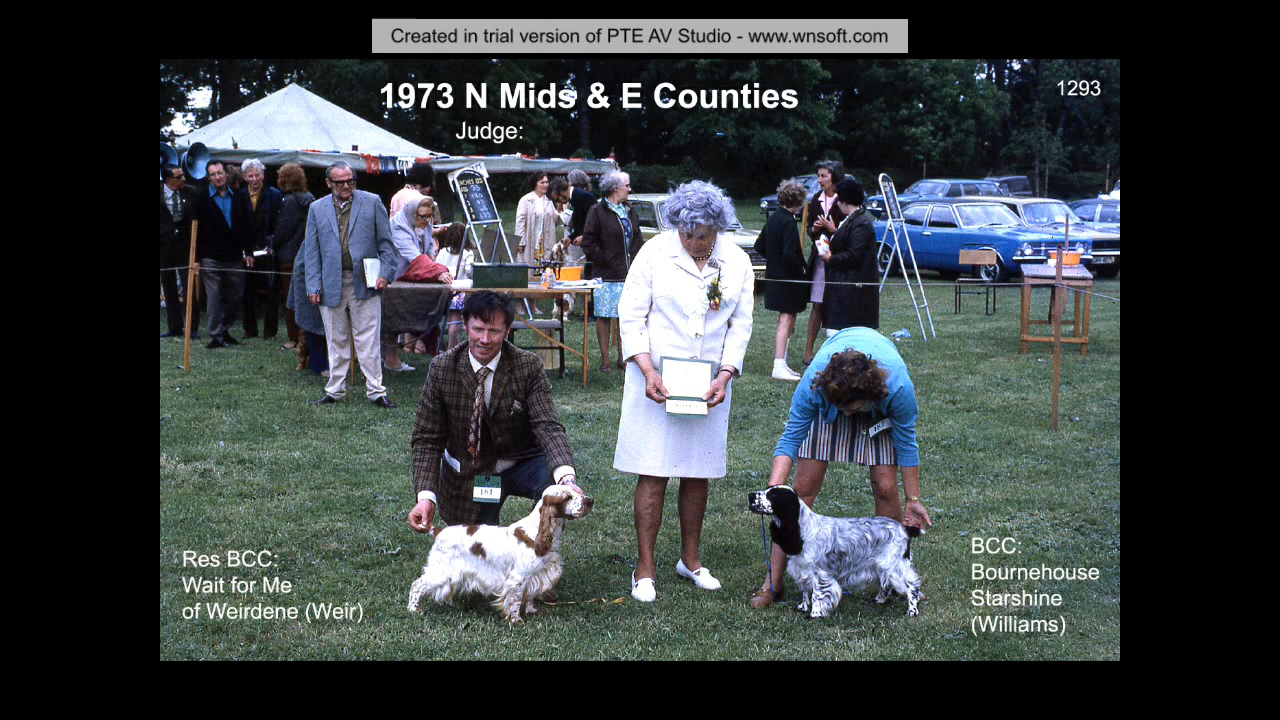 Created in trial version of PTE AV Studio - www.wnsoft.com
1973 N Mids & E Counties
1293
Judge:
181
Res BCC:
Wait for Me
of Weirdene (Weir)
BCC:
Bournehouse
Starshine
(Williams)